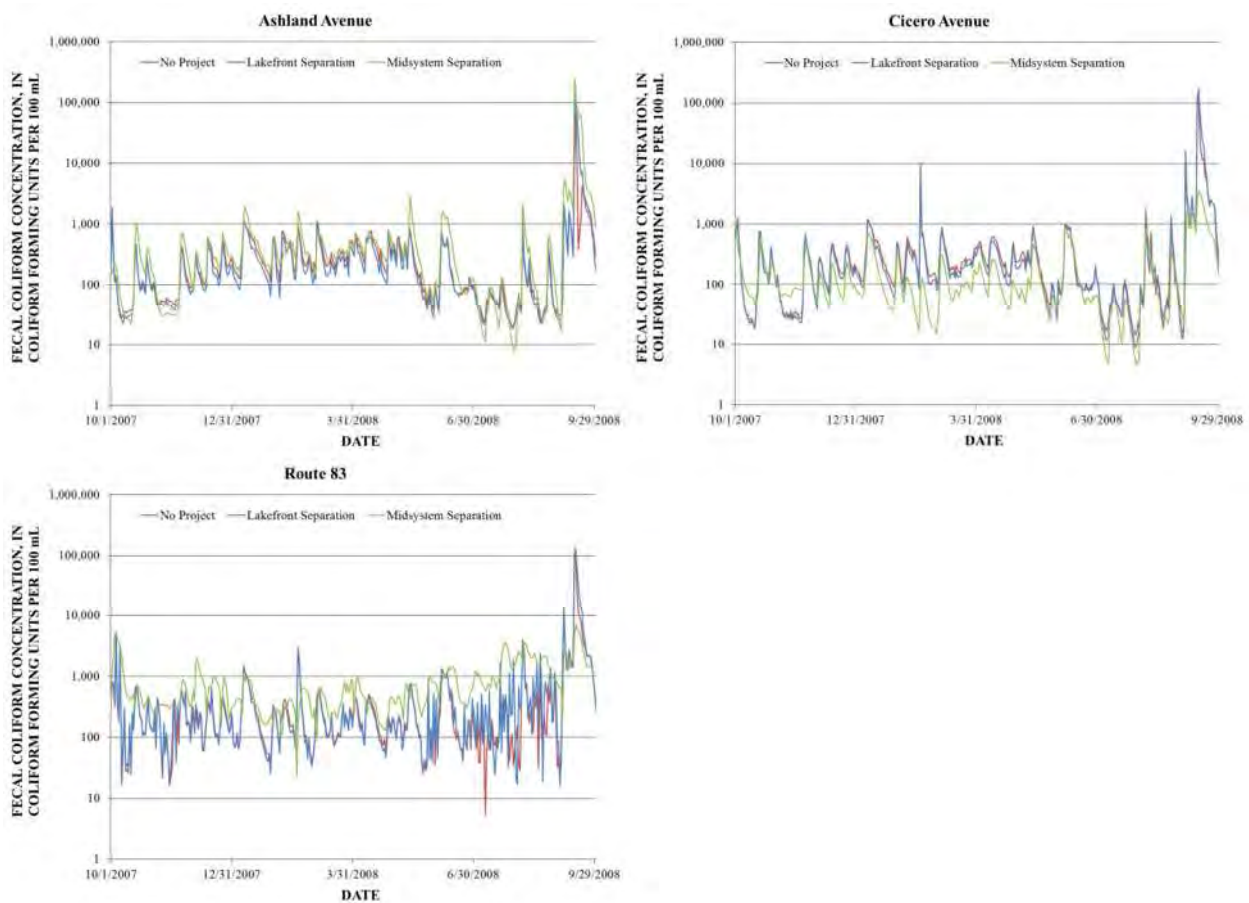 Ashland Avenue
FECAL COLIFORM CONCENTRATION, IN
COLIFORM FORMING UNITS PER 100 mL
1,000,000
100,000
10,000
1,000
100
10
1
No Project Lakefront Separation Midsystem Separation
10/1/2007 12/31/2007 3/31/2008 6/30/2008 9/29/2008
DATE
Cicero Avenue
FECAL COLIFORM CONCENTRATION, IN
COLIFORM FORMING UNITS PER 100 mL
1,000,000
100,000
10,000
1,000
100
10
1
No Project Lakefront Separation Midsystem Separation
10/1/2007 12/31/2007 3/31/2008 6/30/2008 9/29/2008
DATE
Route 83
FECAL COLIFORM CONCENTRATION, IN
COLIFORM FORMING UNITS PER 100 mL
1,000,000
100,000
10,000
1,000
100
10
1
No Project Lakefront Separation Midsystem Separation
10/1/2007 12/31/2007 3/31/2008 6/30/2008 9/29/2008
DATE